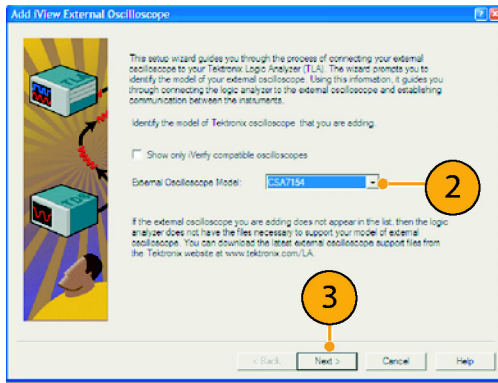 Add iView External Oscilloscope
This setup wizard guides you through the process of connecting your external
oscilloscope to your Tektronix Logic Analyzer (TLA). The wizard prompts you to
identify the model of your external oscilloscope. Using this information, it guides you
through connecting the logic analyzer to the external oscilloscope and establishing
communication between the instruments.
Identify the model of Tektronix oscilloscope that you are adding.
Show only iVerify compatible oscilloscopes
External Oscilloscope Model: CSA7154
2
If the external oscilloscope you are adding does not appear in the list, then the logic
analyzer does not have the files necessary to support your model of external
oscilloscope. You can download the latest external oscilloscope support files from
the Tektronix website at www.tektronix.com/LA.
3
< Back Next > Cancel Help
TLA
TDS